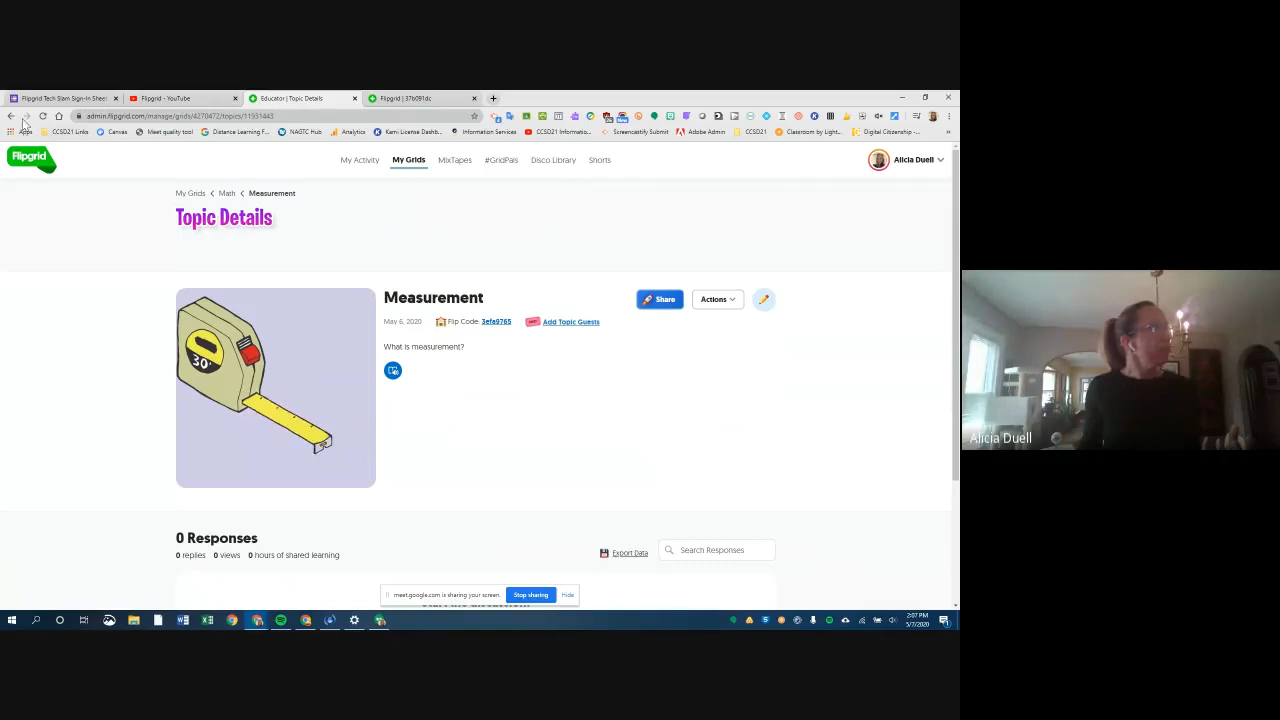 Flipgrid Tech Slam Sign-In Shee
Flipgrid - YouTube
Educator | Topic Details
Flipgrid | 37b091dc
admin.flipgrid.com/manage/grids/4270472/topics/11931443
Apps
CCSD21 Links
Canvas
Meet quality tool
Distance Learning F...
NAGTC Hub
Analytics
Kami License Dashb...
Information Services
CCSD21 Informatio...
Screencastify Submit
Adobe Admin
CCSD21
Classroom by Light...
Digital Citizenship -...
Flipgrid
My Activity
My Grids
MixTapes
#GridPals
Disco Library
Shorts
Alicia Duell
My Grids < Math < Measurement
Topic Details
30'
Measurement
Share
Actions
May 6, 2020
Flip Code: 3efa9765
Add Topic Guests
What is measurement?
0 Responses
0 replies 0 views 0 hours of shared learning
Export Data
Search Responses
meet.google.com is sharing your screen.
Stop sharing
Hide
2:07 PM
5/7/2020
Alicia Duell